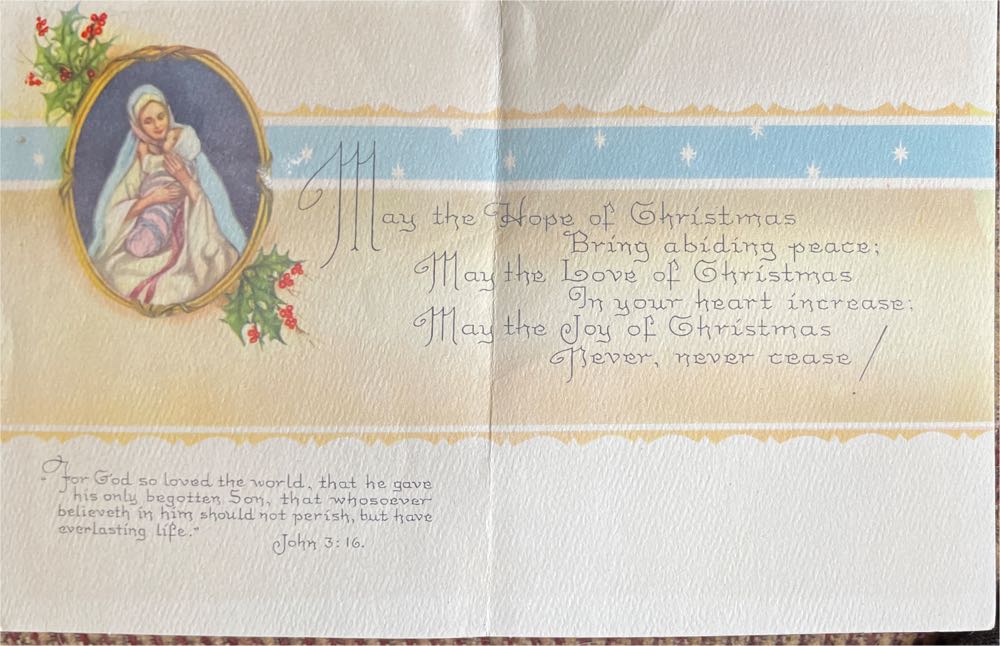 May the Hope of Christmas
Bring abiding peace;
May the Love of Christmas
In your heart increase;
May the Joy of Christmas
Never, never cease!
"For God so loved the world, that he gave
his only begotten Son, that whosoever
believeth in him should not perish, but have
everlasting life."
John 3:16.